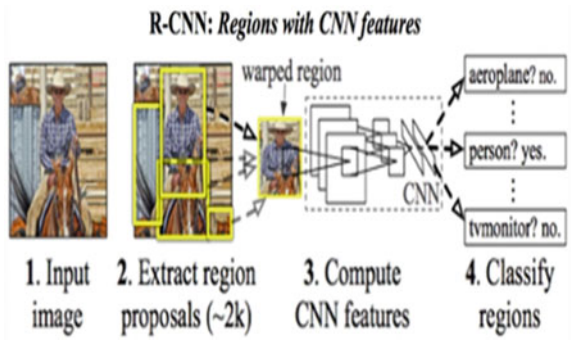 R-CNN: Regions with CNN features
warped region
aeroplane? no.
person? yes.
CNN
tvmonitor? no.
1. Input
image
2. Extract region
proposals (~2k)
3. Compute
CNN features
4. Classify
regions